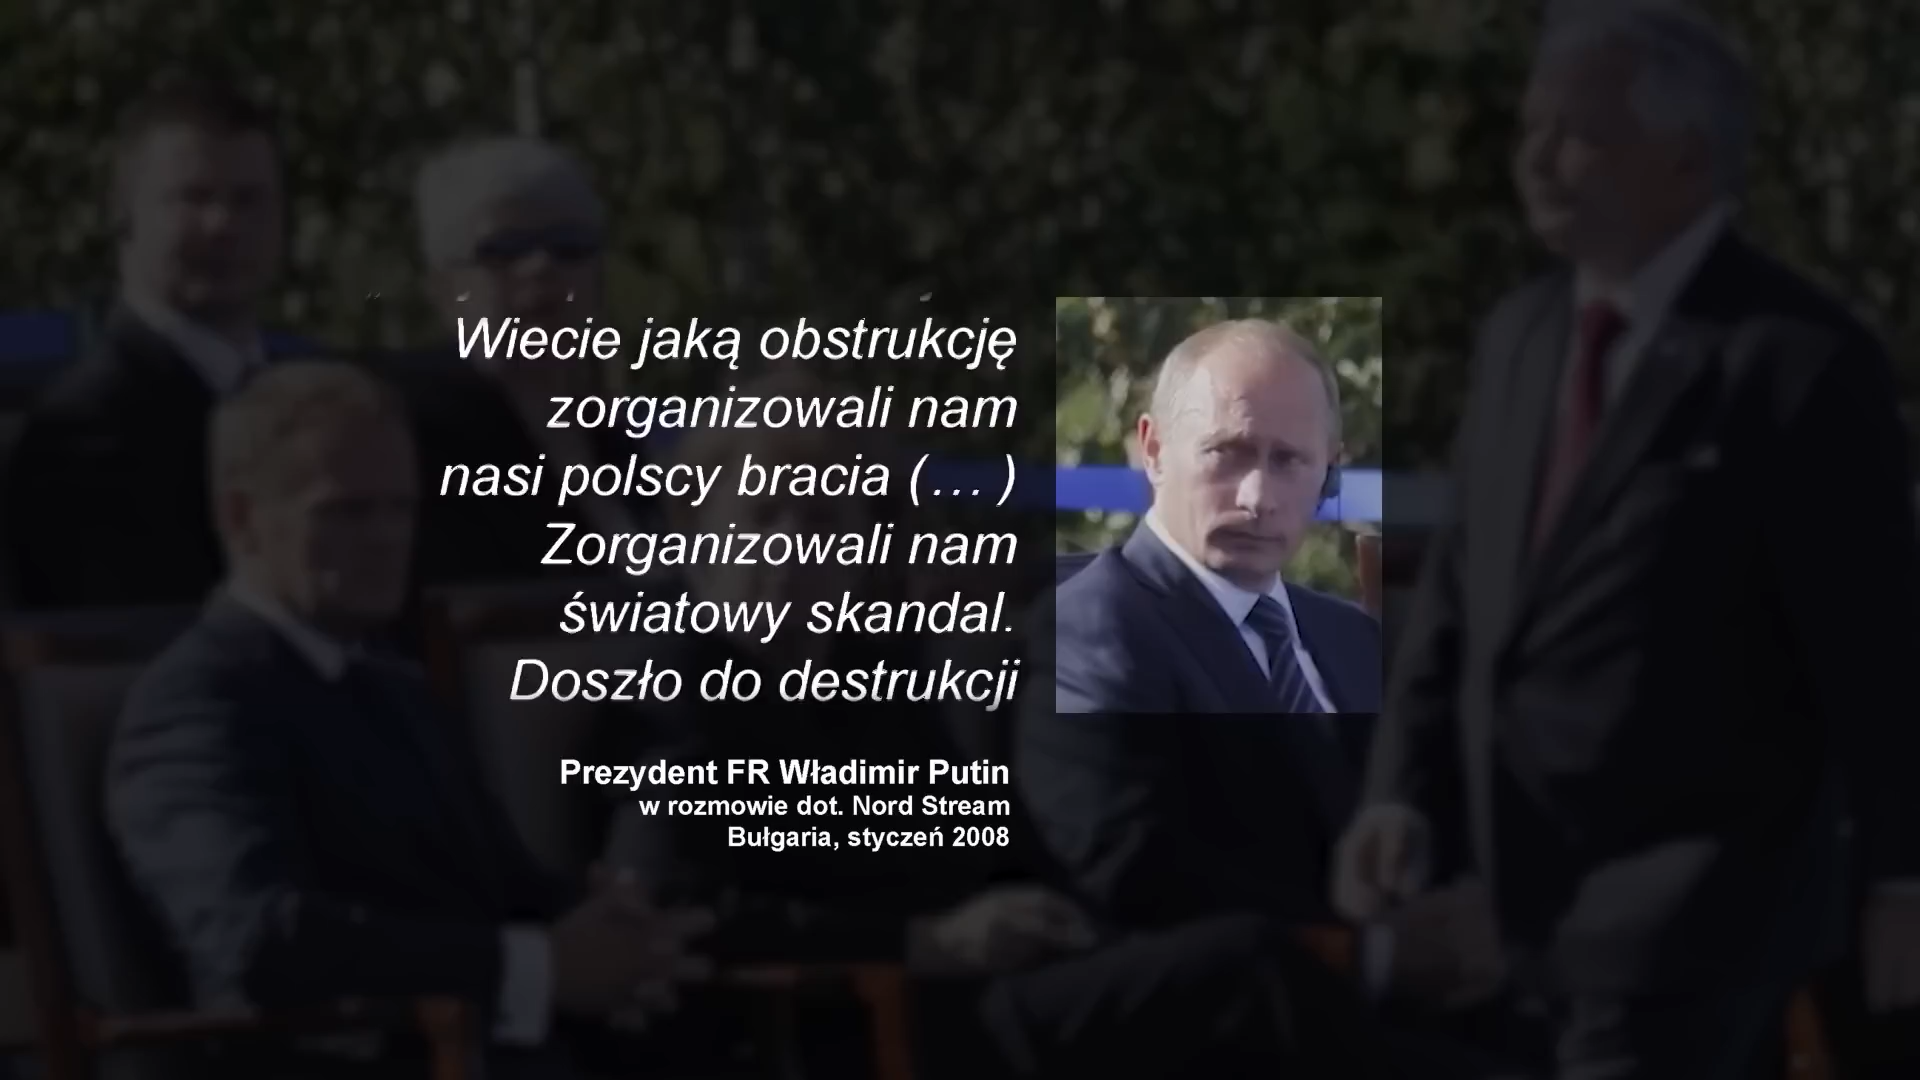 Wiecie jaką obstrukcję
zorganizowali nam
nasi polscy bracia (… )
Zorganizowali nam
światowy skandal.
Doszło do destrukcji
Prezydent FR Władimir Putin
w rozmowie dot. Nord Stream
Bułgaria, styczeń 2008